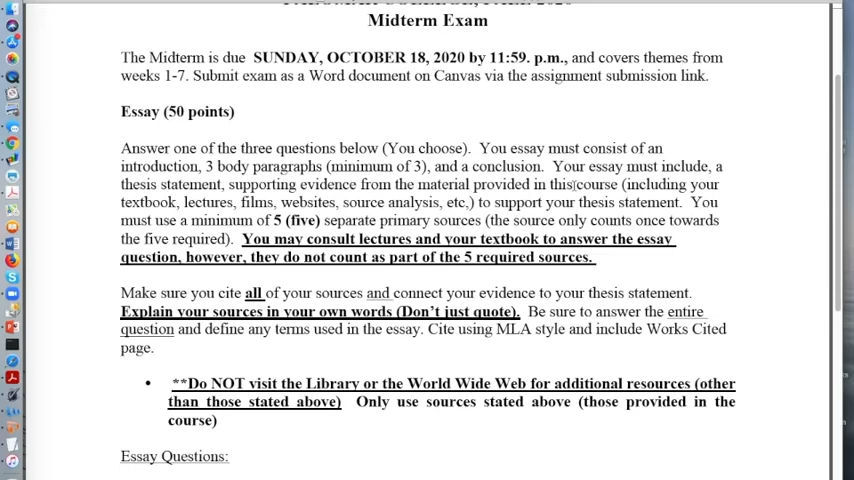 Midterm Exam
The Midterm is due SUNDAY, OCTOBER 18, 2020 by 11:59. p.m., and covers themes from
weeks 1-7. Submit exam as a Word document on Canvas via the assignment submission link.
Essay (50 points)
Answer one of the three questions below (You choose). You essay must consist of an
introduction, 3 body paragraphs (minimum of 3), and a conclusion. Your essay must include, a
thesis statement, supporting evidence from the material provided in this course (including your
textbook, lectures, films, websites, source analysis, etc,) to support your thesis statement. You
must use a minimum of 5 (five) separate primary sources (the source only counts once towards
the five required). You may consult lectures and your textbook to answer the essay
question, however, they do not count as part of the 5 required sources.
Make sure you cite all of your sources and connect your evidence to your thesis statement.
Explain your sources in your own words (Don't just quote). Be sure to answer the entire
question and define any terms used in the essay. Cite using MLA style and include Works Cited
page.
• **Do NOT visit the Library or the World Wide Web for additional resources (other
than those stated above) Only use sources stated above (those provided in the
course)
Essay Questions: